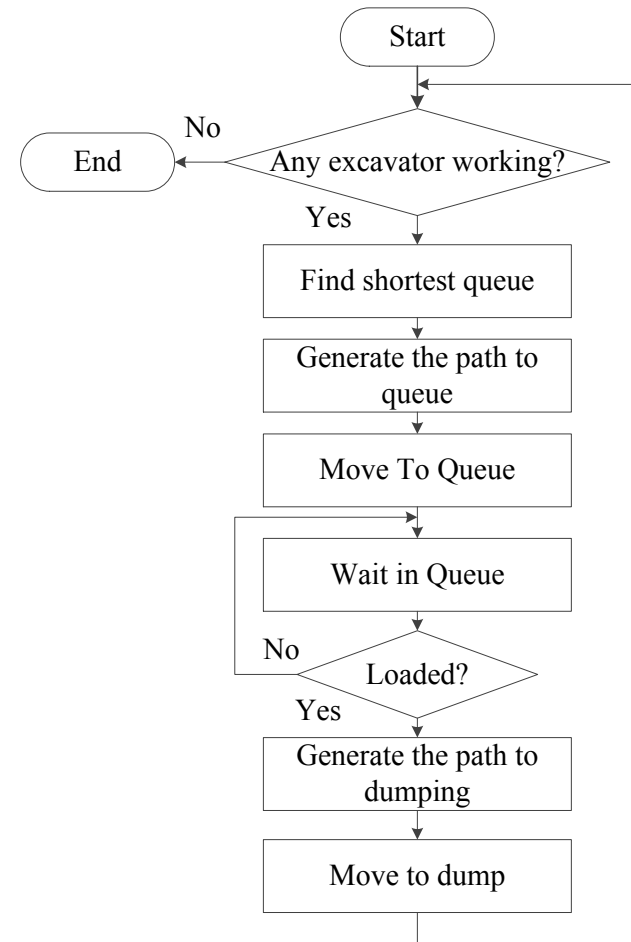 Start
No
End
Any excavator working?
Yes
Find shortest queue
Generate the path to
queue
Move To Queue
Wait in Queue
No
Loaded?
Yes
Generate the path to
dumping
Move to dump